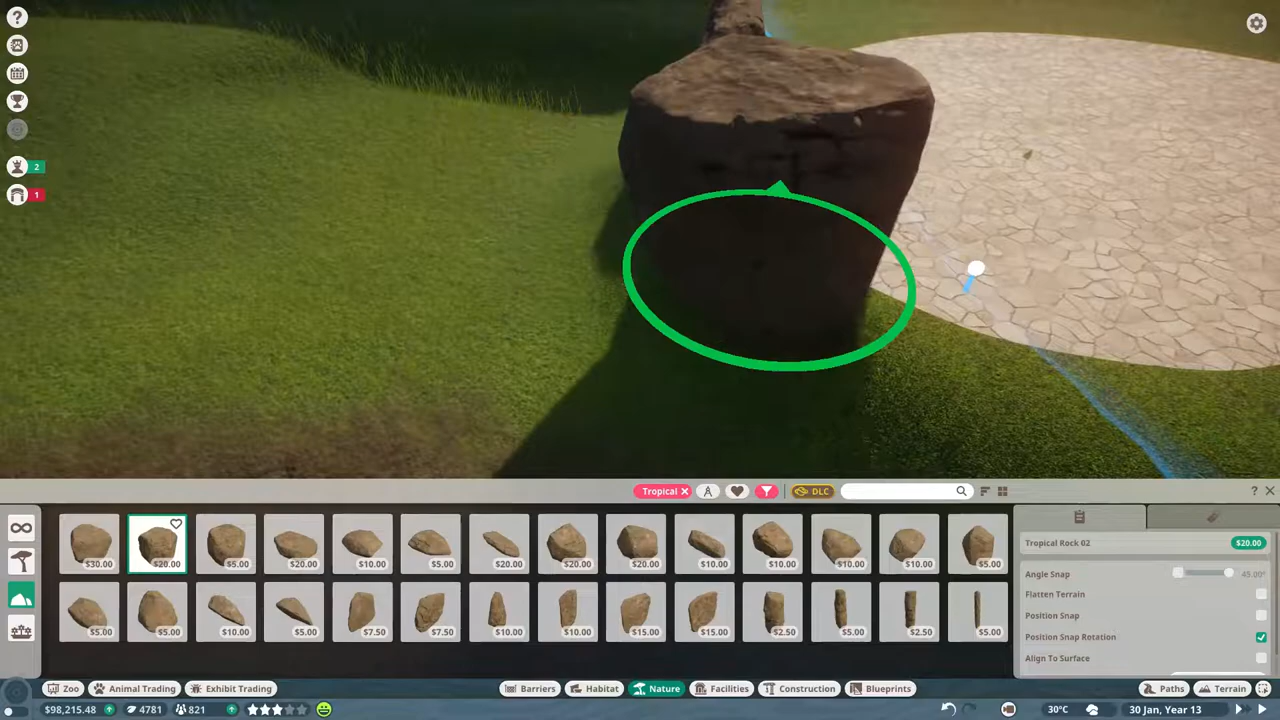 ?
2
1
Tropical ×
DLC
? ×
$30.00 $20.00 $5.00 $20.00 $10.00 $5.00 $20.00 $20.00 $20.00 $10.00 $10.00 $10.00 $10.00 $5.00
$5.00 $5.00 $10.00 $5.00 $7.50 $7.50 $10.00 $10.00 $15.00 $15.00 $2.50 $5.00 $2.50 $5.00
Tropical Rock 02 $20.00
Angle Snap 45.00°
Flatten Terrain
Position Snap
Position Snap Rotation
Align To Surface
Zoo Animal Trading Exhibit Trading Barriers Habitat Nature Facilities Construction Blueprints Paths Terrain
$98,215.48 4781 821 30°C 30 Jan, Year 13